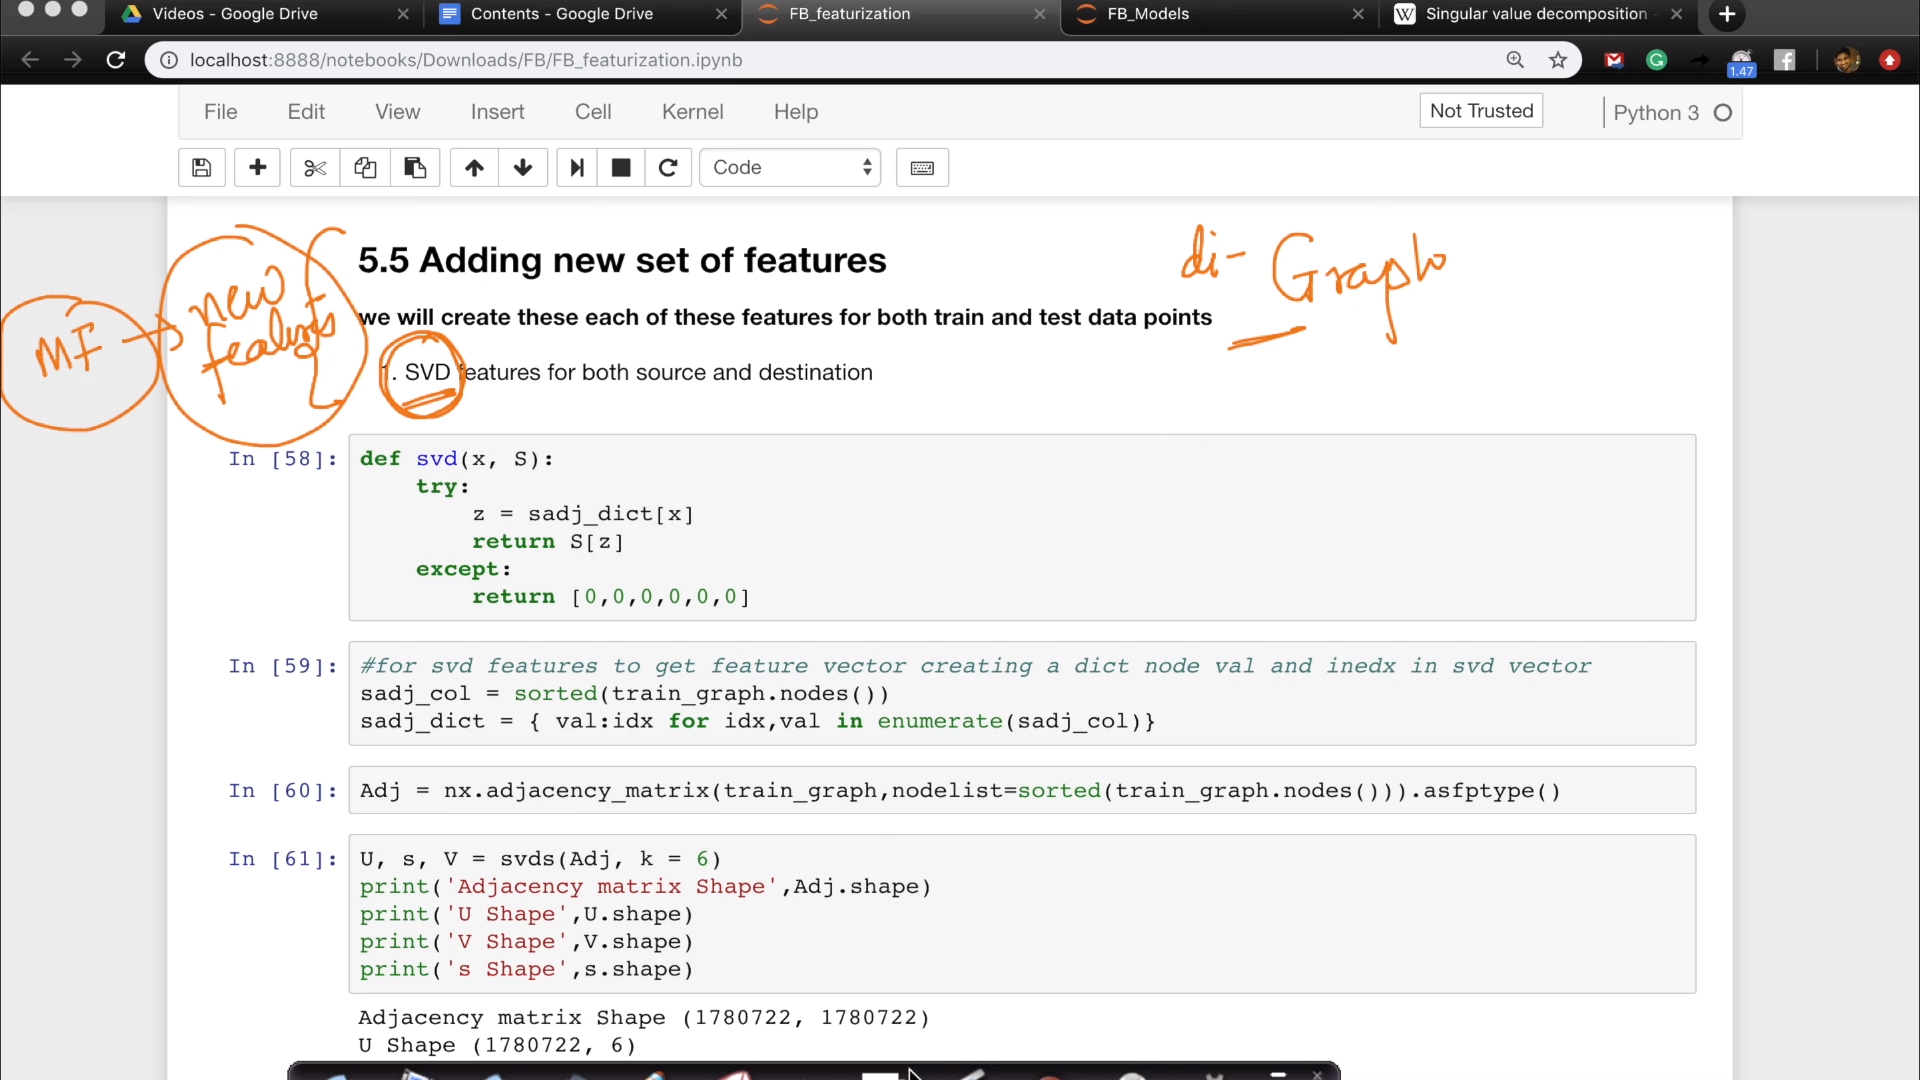 Videos - Google Drive
Contents - Google Drive
FB_featurization
FB_Models
Singular value decomposition
localhost:8888/notebooks/Downloads/FB/FB_featurization.ipynb
1.47
File Edit View Insert Cell Kernel Help
Not Trusted
Python 3
Code
5.5 Adding new set of features
di- Graph
MF → new features
we will create these each of these features for both train and test data points
1. SVD features for both source and destination
In [58]: def svd(x, S):
try:
z = sadj_dict[x]
return S[z]
except:
return [0,0,0,0,0,0]
In [59]: #for svd features to get feature vector creating a dict node val and inedx in svd vector
sadj_col = sorted(train_graph.nodes())
sadj_dict = { val:idx for idx,val in enumerate(sadj_col)}
In [60]: Adj = nx.adjacency_matrix(train_graph,nodelist=sorted(train_graph.nodes())).asfptype()
In [61]: U, s, V = svds(Adj, k = 6)
print('Adjacency matrix Shape',Adj.shape)
print('U Shape',U.shape)
print('V Shape',V.shape)
print('s Shape',s.shape)
Adjacency matrix Shape (1780722, 1780722)
U Shape (1780722, 6)